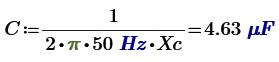 C := 1 / (2 • π • 50 Hz • Xc) = 4.63 μF